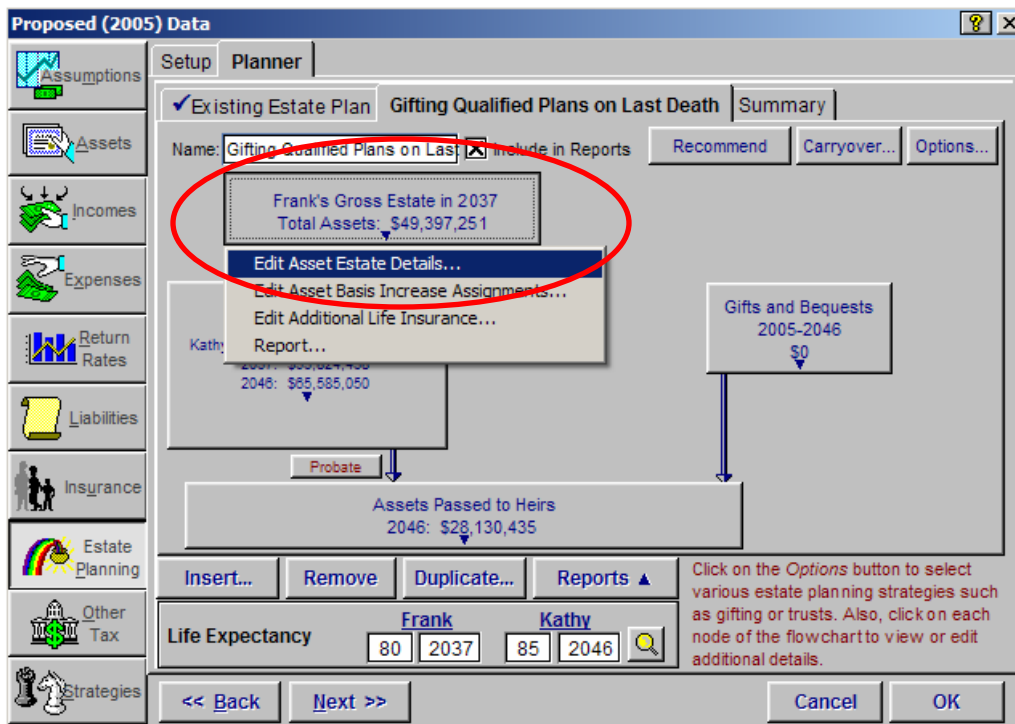 Proposed (2005) Data
Assumptions
Assets
Incomes
Expenses
Return
Rates
Liabilities
Insurance
Estate
Planning
Other
Tax
Strategies
Setup Planner
✓Existing Estate Plan Gifting Qualified Plans on Last Death Summary
Name: Gifting Qualified Plans on Last Include in Reports Recommend Carryover... Options...
Frank's Gross Estate in 2037
Total Assets: $49,397,251
Edit Asset Estate Details...
Edit Asset Basis Increase Assignments...
Edit Additional Life Insurance...
Report...
2046: $65,585,050
Gifts and Bequests
2005-2046
$0
Probate
Assets Passed to Heirs
2046: $28,130,435
Insert... Remove Duplicate... Reports ▲
Life Expectancy
Frank Kathy
80 2037 85 2046
Click on the Options button to select
various estate planning strategies such
as gifting or trusts. Also, click on each
node of the flowchart to view or edit
additional details.
<< Back Next >> Cancel OK